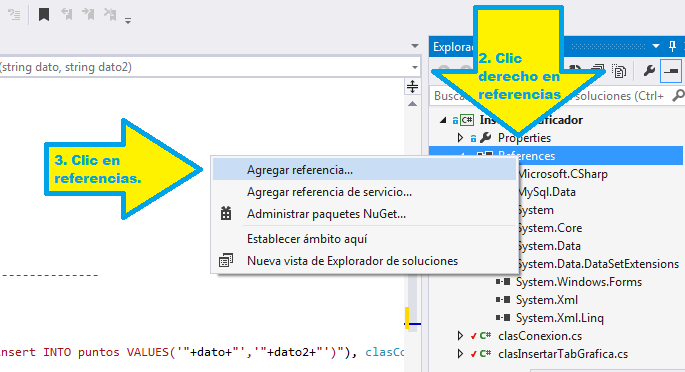 (string dato, string dato2)
Explorad
2. Clic
derecho en
referencias
Busca
soluciones (Ctrl+
C# Ins
ificador
Properties
References
3. Clic en
referencias.
Agregar referencia...
Agregar referencia de servicio...
Administrar paquetes NuGet...
Establecer ámbito aquí
Nueva vista de Explorador de soluciones
Microsoft.CSharp
MySql.Data
System
System.Core
System.Data
System.Data.DataSetExtensions
System.Windows.Forms
System.Xml
System.Xml.Linq
C# clasConexion.cs
C# clasInsertarTabGrafica.cs
--------------
nsert INTO puntos VALUES('"+dato+"','"+dato2+"')"), clasCo